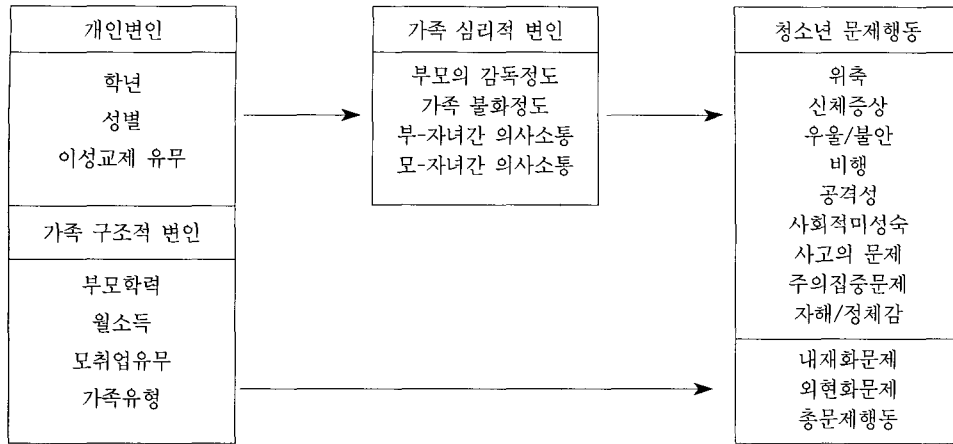 개인변인
학년
성별
이성교제 유무
가족 구조적 변인
부모학력
월소득
모취업유무
가족유형
가족 심리적 변인
부모의 감독정도
가족 불화정도
부-자녀간 의사소통
모-자녀간 의사소통
청소년 문제행동
위축
신체증상
우울/불안
비행
공격성
사회적미성숙
사고의 문제
주의집중문제
자해/정체감
내재화문제
외현화문제
총문제행동